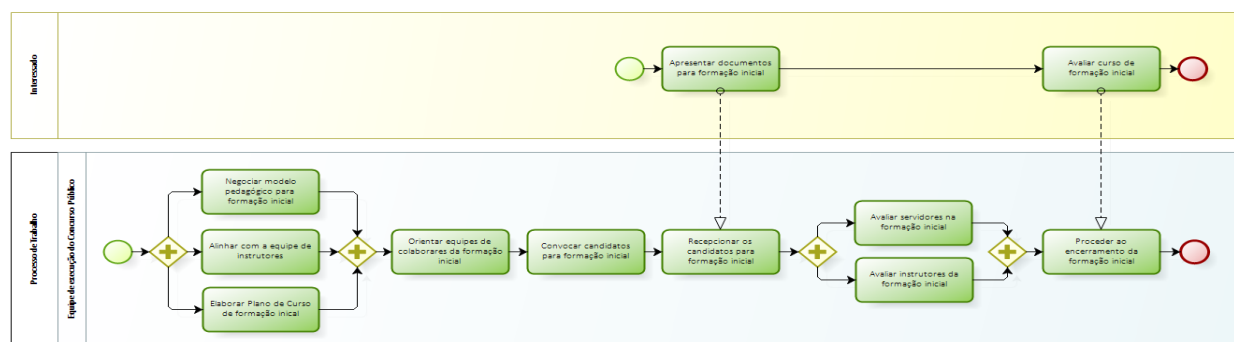 Interessado
Apresentar documentos
para formação inicial
Avaliar curso de
formação inicial
Processo de Trabalho
Equipe de execução do Concurso Público
Negociar modelo
pedagógico para
formação inicial
Alinhar com a equipe de
instrutores
Elaborar Plano de Curso
de formação inical
Orientar equipes de
colaborares da formação
inicial
Convocar candidatos
para formação inicial
Recepcionar os
candidatos para
formação inicial
Avaliar servidores na
formação inicial
Avaliar instrutores da
formação inicial
Proceder ao
encerramento da
formação inicial